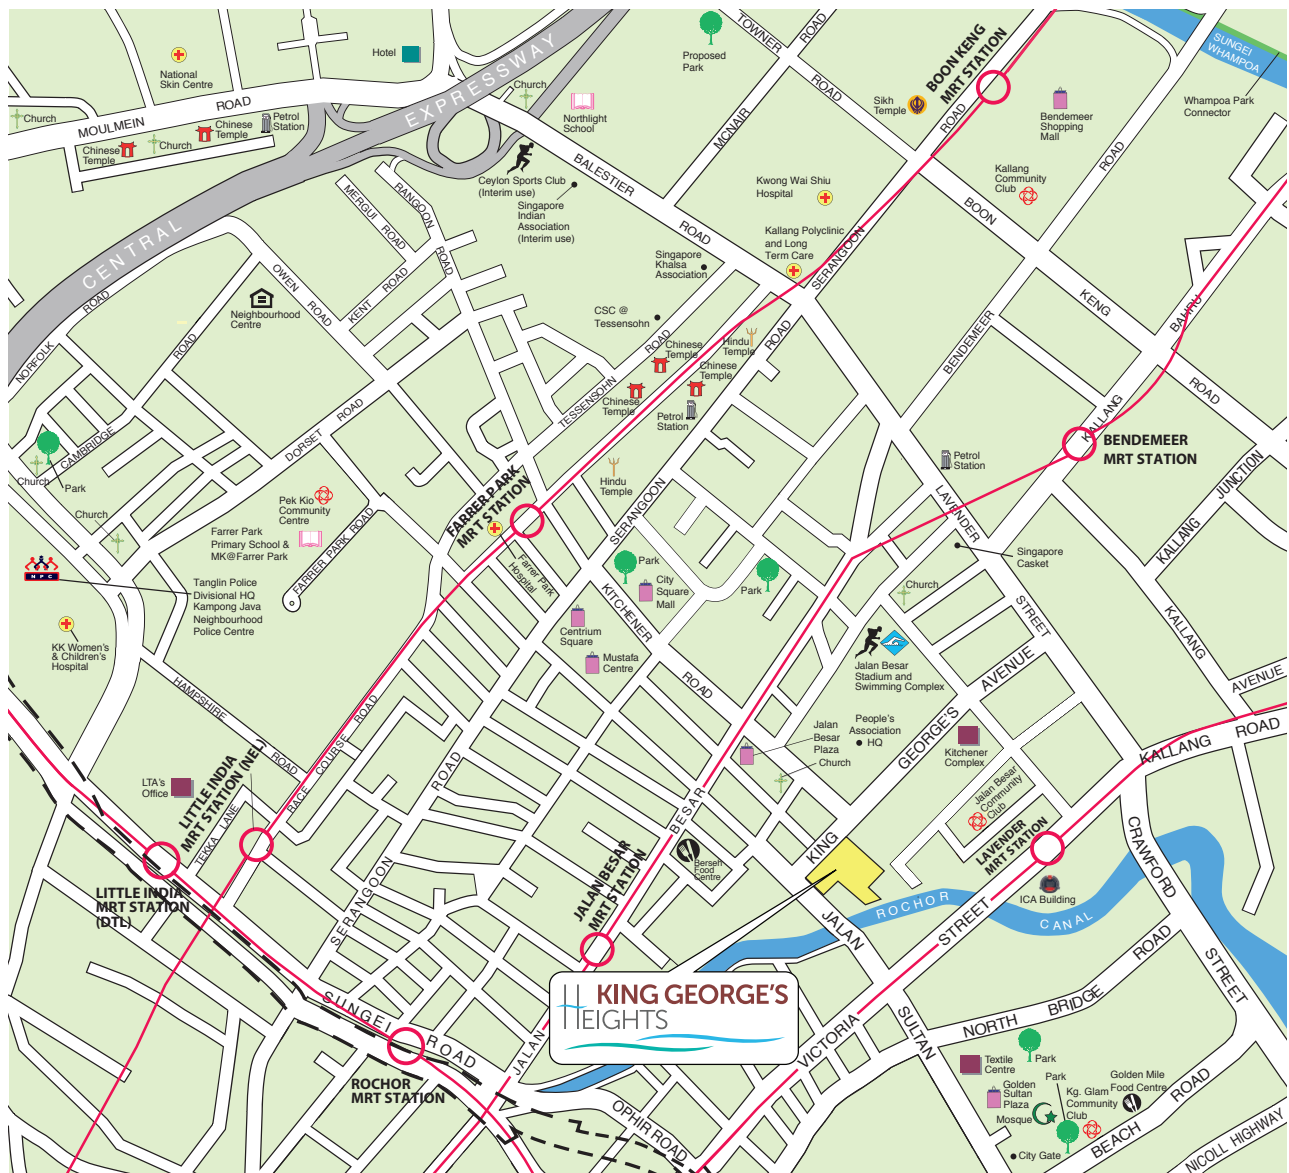 TOWNER
ROAD
ROAD
SUNGEI
WHAMPOA
Proposed
Park
BOON KENG
MRT STATION
Hotel
National
Skin Centre
EXPRESSWAY
Church
Northlight
School
Sikh
Temple
ROAD
Bendemeer
Shopping
Mall
Whampoa Park
Connector
ROAD
MOULMEIN
Church
Chinese
Temple
Petrol
Station
Chinese
Temple
Church
MCNAIR
ROAD
BALESTIER
ROAD
Ceylon Sports Club
(Interim use)
Singapore
Indian
Association
(Interim use)
Kwong Wai Shiu
Hospital
Kallang
Community
Club
BOON
KENG
ROAD
MERGUI
ROAD
RANGOON
ROAD
Kallang Polyclinic
and Long
Term Care
SERANGOON
CENTRAL
ROAD
NORFOLK
OWEN
ROAD
KENT
ROAD
Singapore
Khalsa
Association
Neighbourhood
Centre
ROAD
CSC @
Tessensohn
ROAD
TESSENSOHN
Chinese
Temple
Hindu
Temple
ROAD
Chinese
Temple
Chinese
Temple
Petrol
Station
BENDEMEER
BAHRU
KALLANG
BENDEMEER
MRT STATION
CAMBRIDGE
Church
Park
DORSET
ROAD
FARRER PARK
MRT STATION
Hindu
Temple
Petrol
Station
JUNCTION
KALLANG
Pek Kio
Community
Centre
Church
Farrer Park
Primary School &
MK@Farrer Park
FARRER PARK ROAD
SERANGOON
LAVENDER
STREET
Singapore
Casket
NPC
Tanglin Police
Divisional HQ
Kampong Java
Neighbourhood
Police Centre
Farrer Park
Hospital
Park
City
Square
Mall
Park
Church
KITCHENER
ROAD
KK Women's
& Children's
Hospital
Centrium
Square
Mustafa
Centre
Jalan Besar
Stadium and
Swimming Complex
AVENUE
KALLANG
AVENUE
HAMPSHIRE
ROAD
RACE
COURSE
ROAD
People's
Association
HQ
Jalan
Besar
Plaza
Church
GEORGE'S
Kitchener
Complex
KALLANG
ROAD
LTA's
Office
LITTLE INDIA
MRT STATION (NEL)
TEKKA LANE
ROAD
BESAR
Jalan Besar
Community
Club
LAVENDER
MRT STATION
CRAWFORD
STREET
KING
Berseh
Food
Centre
LITTLE INDIA
MRT STATION
(DTL)
SERANGOON
JALAN BESAR
MRT STATION
JALAN
ROCHOR
CANAL
ICA Building
STREET
KING GEORGE'S
HEIGHTS
SUNGEI
ROAD
JALAN
VICTORIA
SULTAN
NORTH
BRIDGE
ROAD
ROCHOR
MRT STATION
OPHIR ROAD
Textile
Centre
Park
Golden
Sultan
Plaza
Park
Kg. Glam
Community
Club
Golden Mile
Food Centre
Mosque
City Gate
BEACH
ROAD
NICOLL HIGHWAY